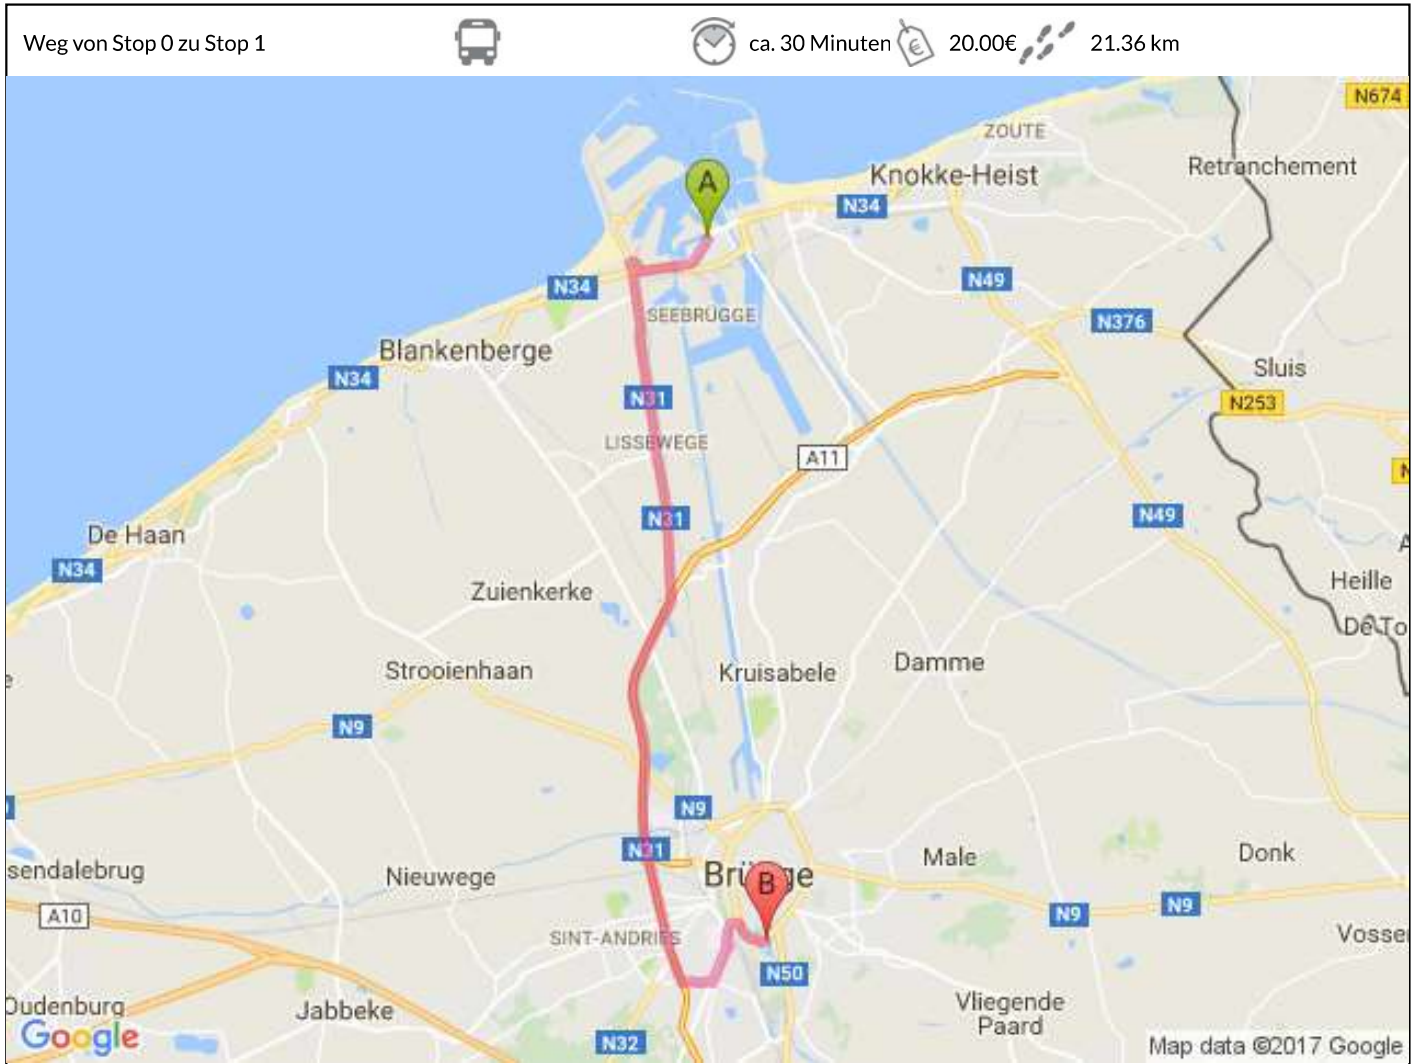 Weg von Stop 0 zu Stop 1
ca. 30 Minuten
20.00€
21.36 km
N674
ZOUTE
Retranchement
Knokke-Heist
A
N34
N49
N34
SEEBRÜGGE
N376
Blankenberge
Sluis
N34
N31
N253
LISSEWEGE
A11
N31
N49
De Haan
N34
Zuienkerke
Heille
Strooienhaan
Kruisabele
Damme
N9
N9
N31
Male
Donk
sendalebrug
Nieuwege
B
A10
N9
N9
SINT-ANDRIES
Vosse
N50
Oudenburg
Jabbeke
Vliegende
Paard
Google
N32
Map data ©2017 Google